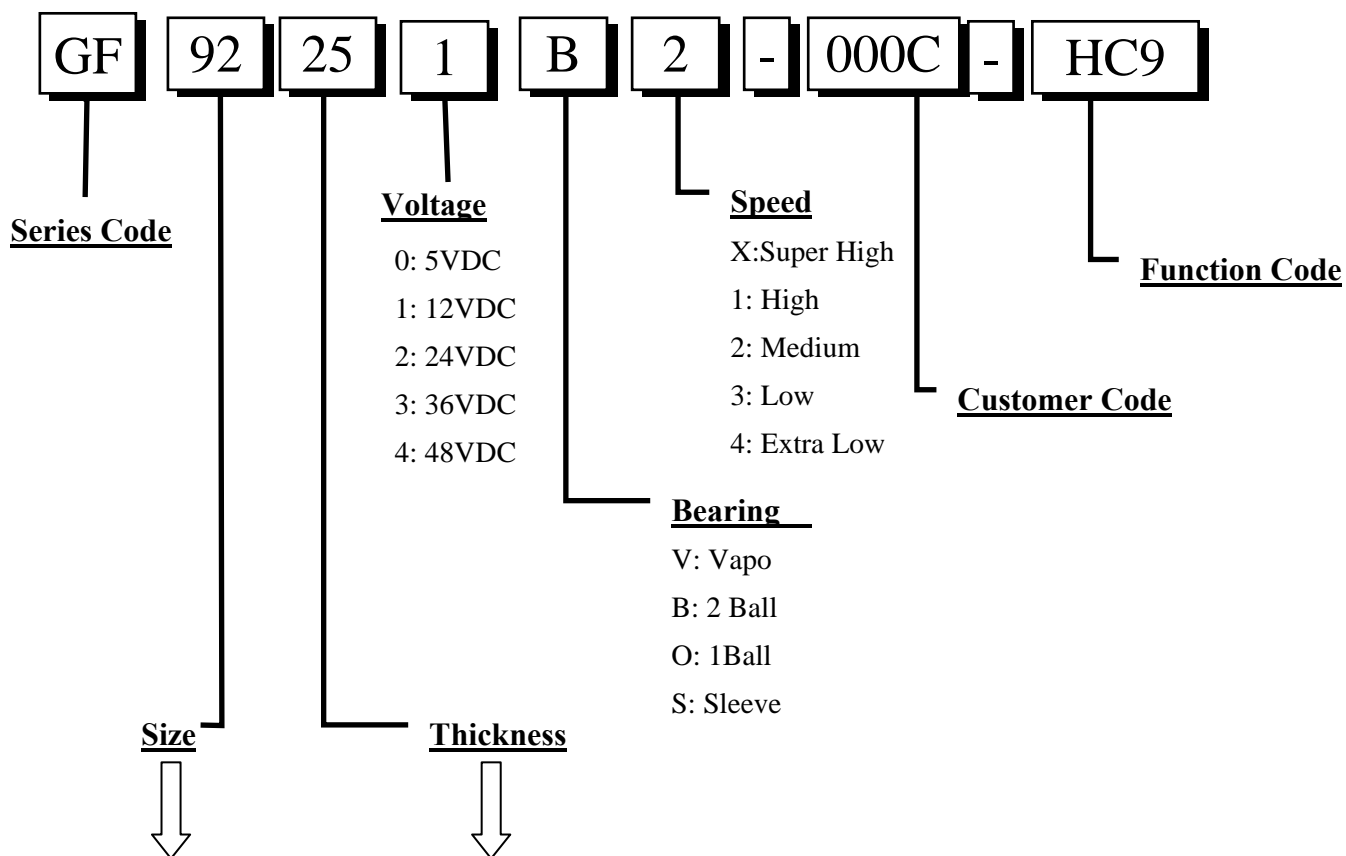 GF 92 25 1 B 2 - 000C - HC9
Series Code
Voltage
0: 5VDC
1: 12VDC
2: 24VDC
3: 36VDC
4: 48VDC
Speed
X:Super High
1: High
2: Medium
3: Low
4: Extra Low
Function Code
Customer Code
Bearing
V: Vapo
B: 2 Ball
O: 1Ball
S: Sleeve
Size
Thickness